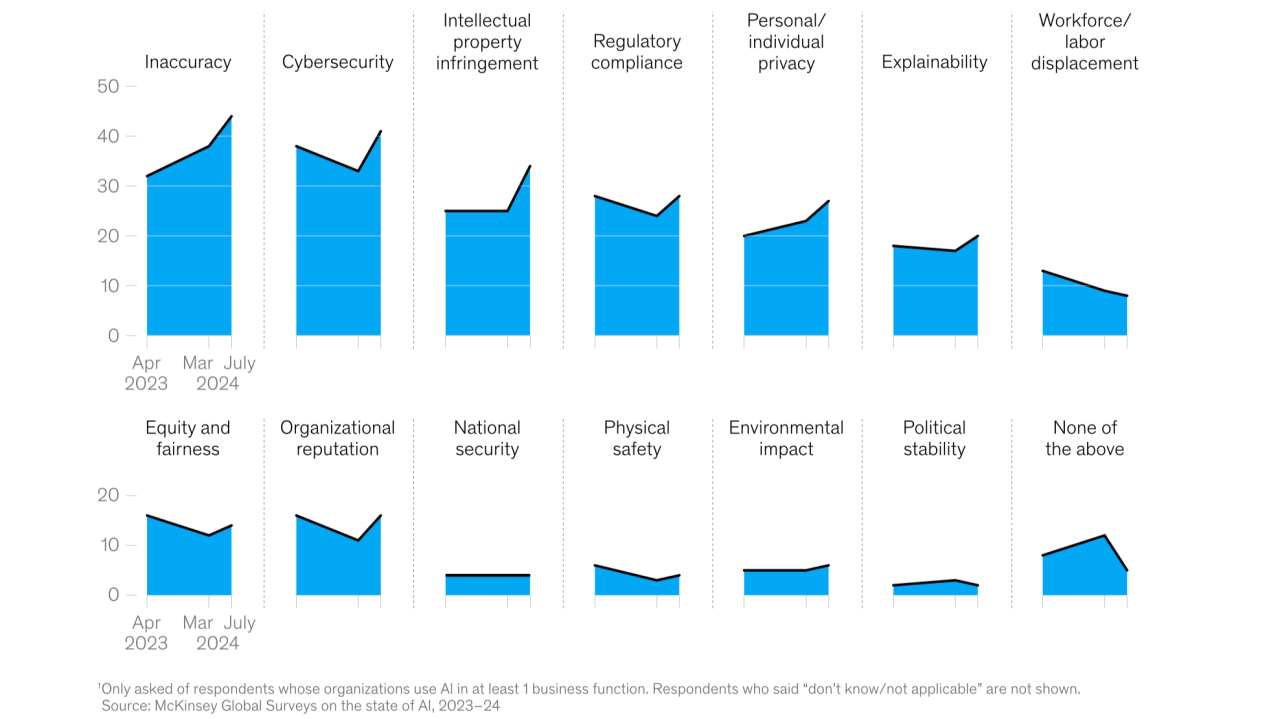 Inaccuracy
Cybersecurity
Intellectual
property
infringement
Regulatory
compliance
Personal/
individual
privacy
Explainability
Workforce/
labor
displacement
50
40
30
20
10
0
Apr
2023
Mar July
2024
Equity and
fairness
Organizational
reputation
National
security
Physical
safety
Environmental
impact
Political
stability
None of
the above
20
10
0
Apr
2023
Mar July
2024
¹Only asked of respondents whose organizations use AI in at least 1 business function. Respondents who said “don’t know/not applicable” are not shown.
Source: McKinsey Global Surveys on the state of AI, 2023–24